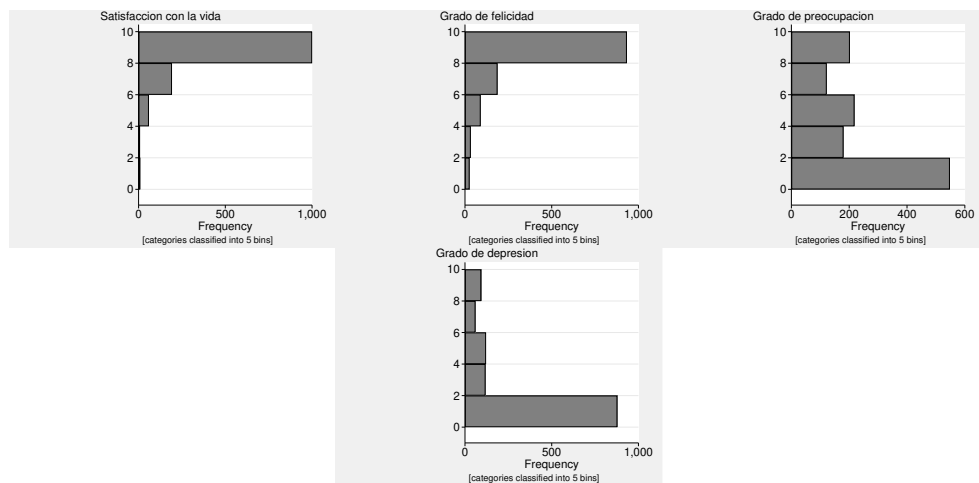 Satisfaccion con la vida
10
8
6
4
2
0
0 500 1,000
Frequency
[categories classified into 5 bins]
Grado de felicidad
10
8
6
4
2
0
0 500 1,000
Frequency
[categories classified into 5 bins]
Grado de preocupacion
10
8
6
4
2
0
0 200 400 600
Frequency
[categories classified into 5 bins]
Grado de depresion
10
8
6
4
2
0
0 500 1,000
Frequency
[categories classified into 5 bins]